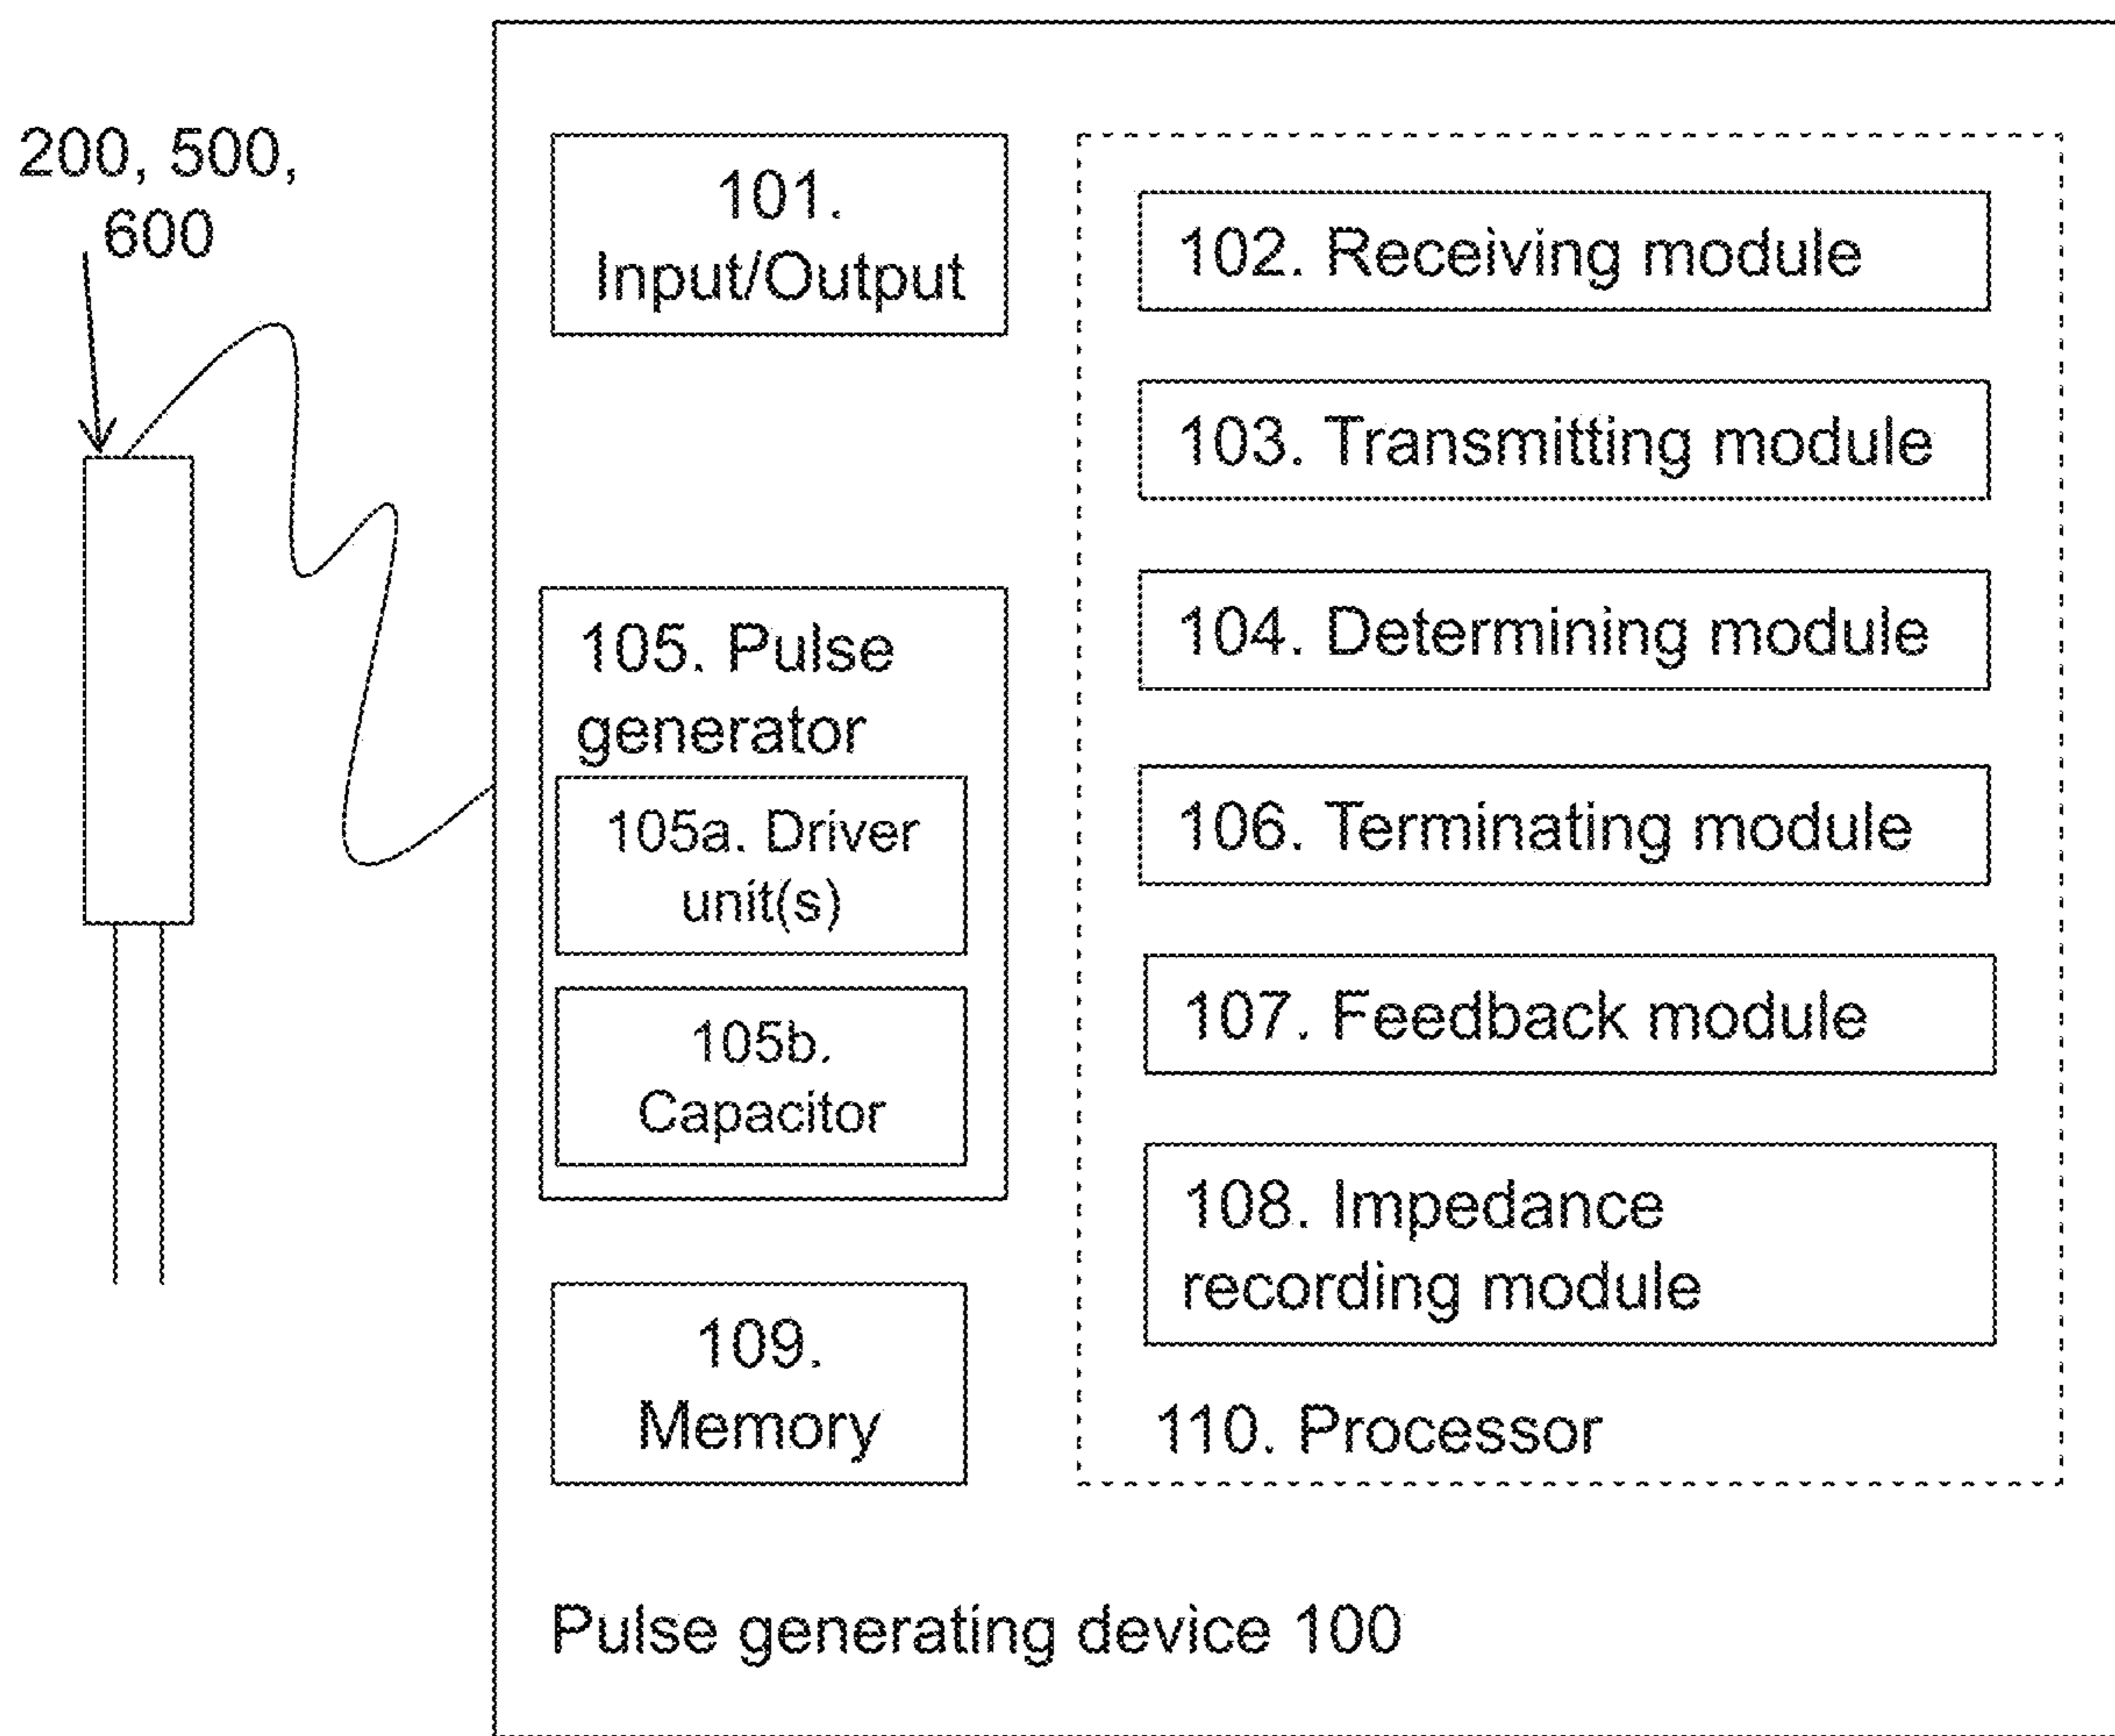 200, 500,
600
101.
Input/Output
105. Pulse
generator
105a. Driver
unit(s)
105b.
Capacitor
109.
Memory
102. Receiving module
103. Transmitting module
104. Determining module
106. Terminating module
107. Feedback module
108. Impedance
recording module
110. Processor
Pulse generating device 100